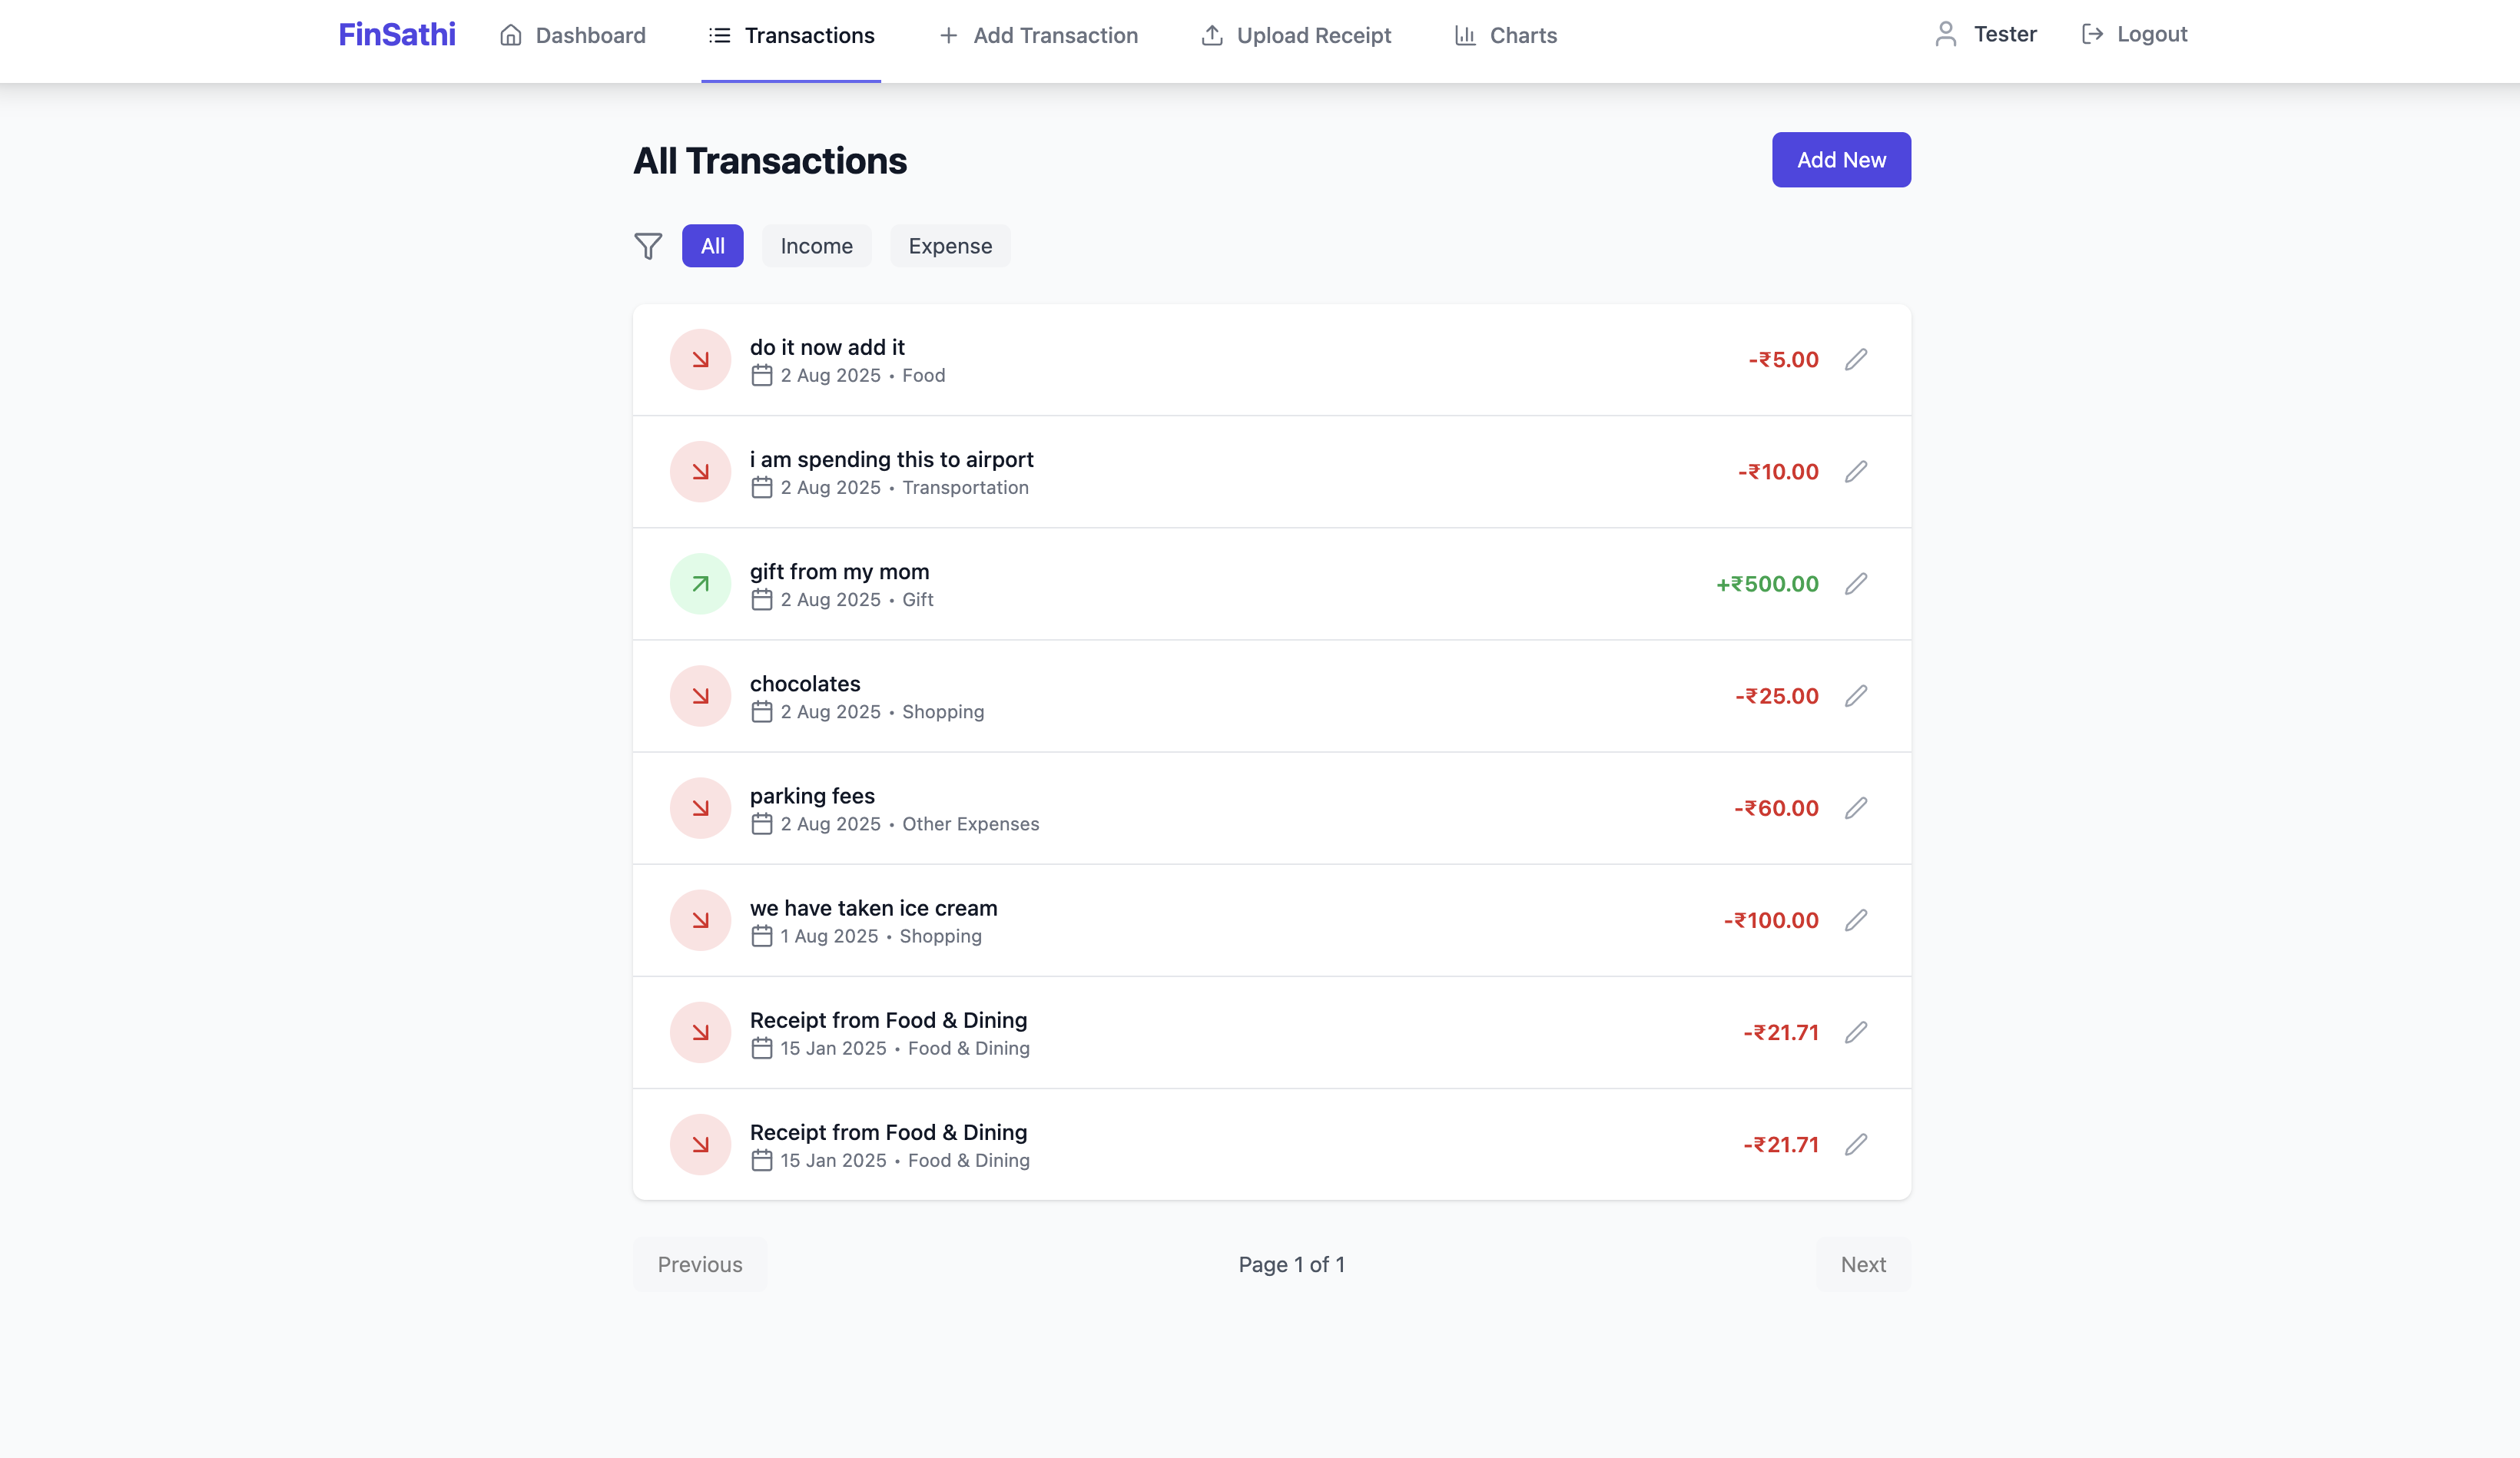 FinSathi Dashboard Transactions Add Transaction Upload Receipt Charts Tester Logout
All Transactions Add New
All Income Expense
do it now add it
2 Aug 2025 • Food
-₹5.00
i am spending this to airport
2 Aug 2025 • Transportation
-₹10.00
gift from my mom
2 Aug 2025 • Gift
+₹500.00
chocolates
2 Aug 2025 • Shopping
-₹25.00
parking fees
2 Aug 2025 • Other Expenses
-₹60.00
we have taken ice cream
1 Aug 2025 • Shopping
-₹100.00
Receipt from Food & Dining
15 Jan 2025 • Food & Dining
-₹21.71
Receipt from Food & Dining
15 Jan 2025 • Food & Dining
-₹21.71
Previous Page 1 of 1 Next